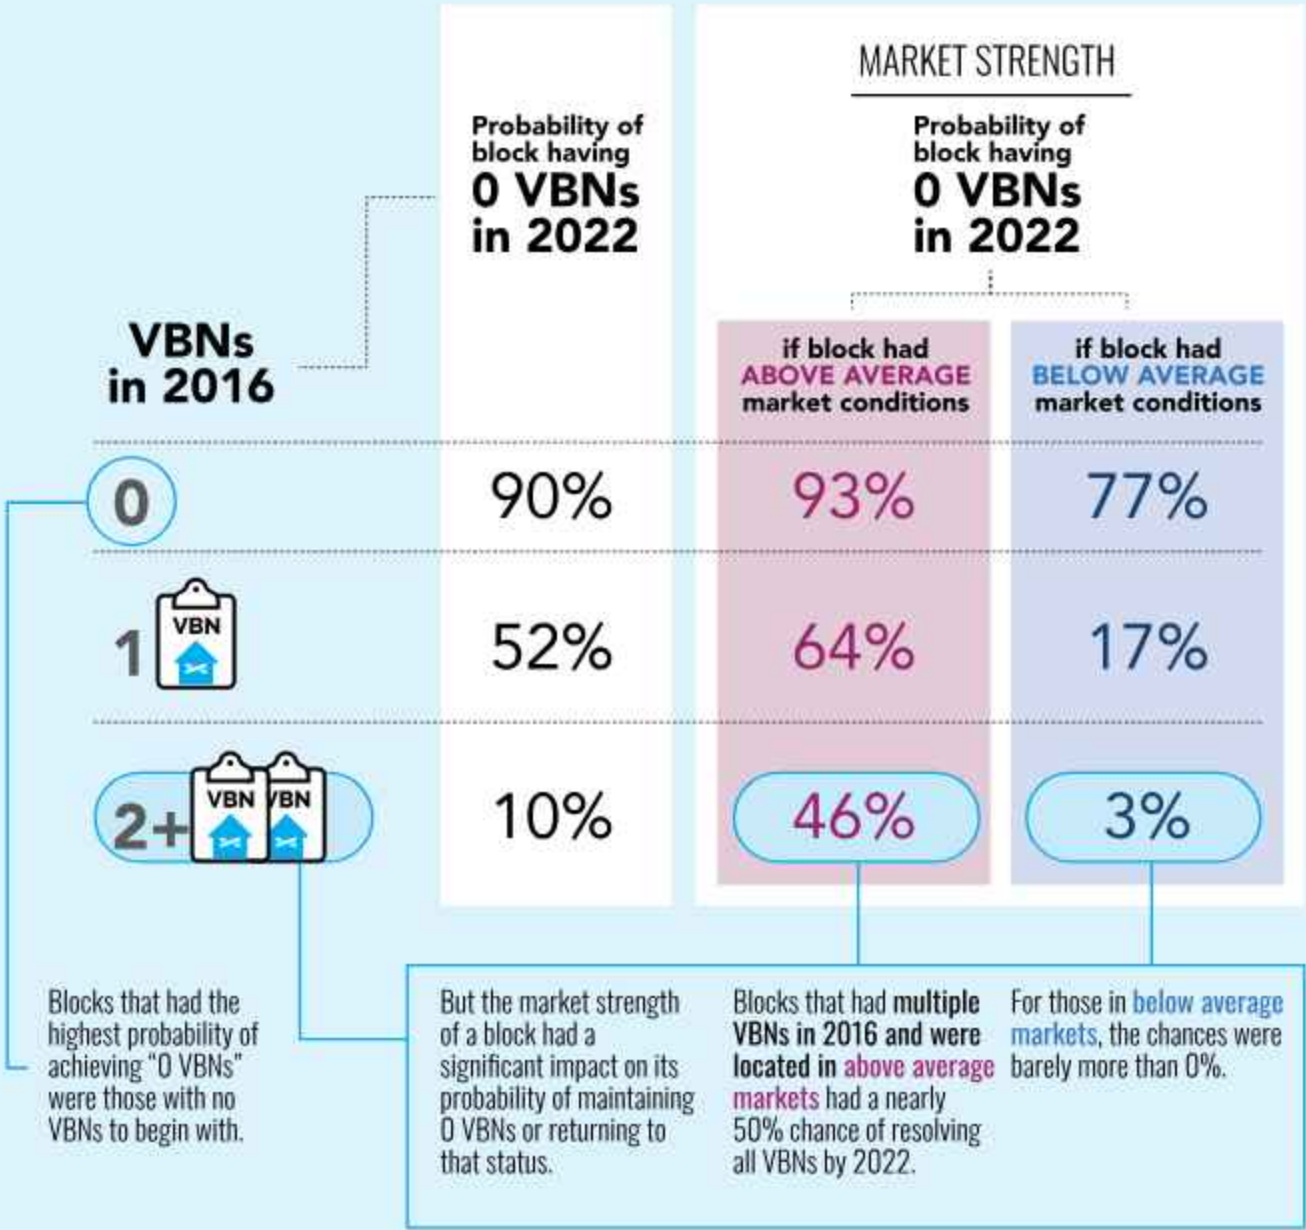 MARKET STRENGTH
Probability of
block having
0 VBNs
in 2022
Probability of
block having
0 VBNs
in 2022
VBNs
in 2016
if block had
ABOVE AVERAGE
market conditions
if block had
BELOW AVERAGE
market conditions
0 90% 93% 77%
VBN
1 52% 64% 17%
VBN VBN
2+ 10% 46% 3%
Blocks that had the
highest probability of
achieving “0 VBNs”
were those with no
VBNs to begin with.
But the market strength
of a block had a
significant impact on its
probability of maintaining
0 VBNs or returning to
that status.
Blocks that had multiple
VBNs in 2016 and were
located in above average
markets had a nearly
50% chance of resolving
all VBNs by 2022.
For those in below average
markets, the chances were
barely more than 0%.